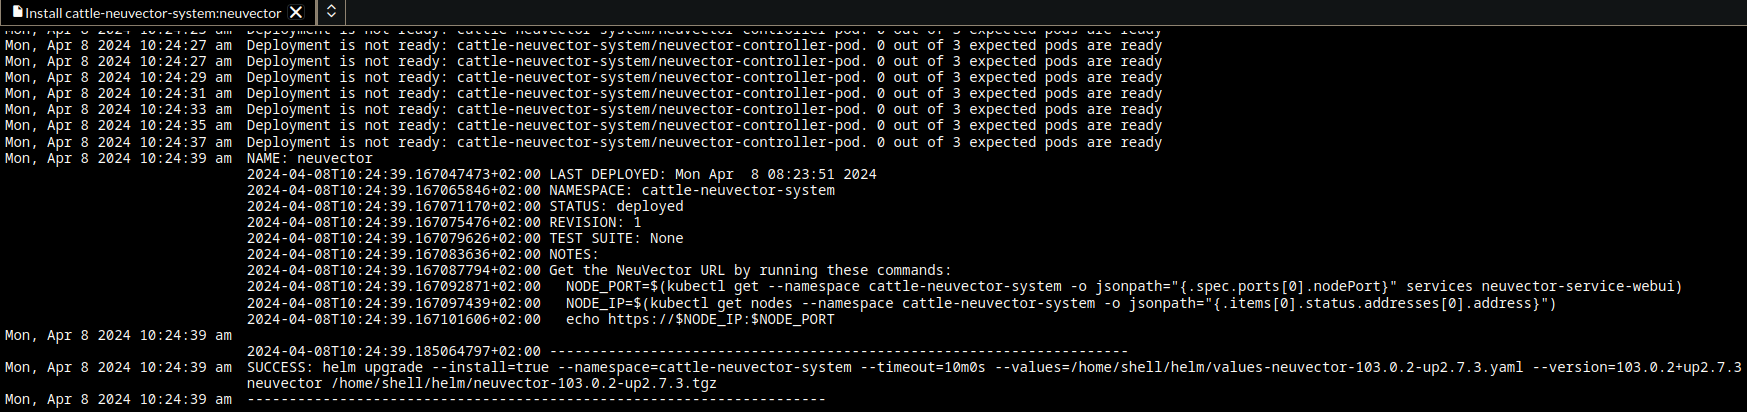 Install cattle-neuvector-system:neuvector
Deployment is not ready: cattle-neuvector-system/neuvector-controller-pod. 0 out of 3 expected pods are ready
Mon, Apr 8 2024 10:24:27 am Deployment is not ready: cattle-neuvector-system/neuvector-controller-pod. 0 out of 3 expected pods are ready
Mon, Apr 8 2024 10:24:27 am Deployment is not ready: cattle-neuvector-system/neuvector-controller-pod. 0 out of 3 expected pods are ready
Mon, Apr 8 2024 10:24:29 am Deployment is not ready: cattle-neuvector-system/neuvector-controller-pod. 0 out of 3 expected pods are ready
Mon, Apr 8 2024 10:24:31 am Deployment is not ready: cattle-neuvector-system/neuvector-controller-pod. 0 out of 3 expected pods are ready
Mon, Apr 8 2024 10:24:33 am Deployment is not ready: cattle-neuvector-system/neuvector-controller-pod. 0 out of 3 expected pods are ready
Mon, Apr 8 2024 10:24:35 am Deployment is not ready: cattle-neuvector-system/neuvector-controller-pod. 0 out of 3 expected pods are ready
Mon, Apr 8 2024 10:24:37 am Deployment is not ready: cattle-neuvector-system/neuvector-controller-pod. 0 out of 3 expected pods are ready
Mon, Apr 8 2024 10:24:39 am NAME: neuvector
2024-04-08T10:24:39.167047473+02:00 LAST DEPLOYED: Mon Apr  8 08:23:51 2024
2024-04-08T10:24:39.167065846+02:00 NAMESPACE: cattle-neuvector-system
2024-04-08T10:24:39.167071170+02:00 STATUS: deployed
2024-04-08T10:24:39.167075476+02:00 REVISION: 1
2024-04-08T10:24:39.167079626+02:00 TEST SUITE: None
2024-04-08T10:24:39.167083636+02:00 NOTES:
2024-04-08T10:24:39.167087794+02:00 Get the NeuVector URL by running these commands:
2024-04-08T10:24:39.167092871+02:00   NODE_PORT=$(kubectl get --namespace cattle-neuvector-system -o jsonpath="{.spec.ports[0].nodePort}" services neuvector-service-webui)
2024-04-08T10:24:39.167097439+02:00   NODE_IP=$(kubectl get nodes --namespace cattle-neuvector-system -o jsonpath="{.items[0].status.addresses[0].address}")
2024-04-08T10:24:39.167101606+02:00   echo https://$NODE_IP:$NODE_PORT
Mon, Apr 8 2024 10:24:39 am
2024-04-08T10:24:39.185064797+02:00 ---------------------------------------------------------------------
Mon, Apr 8 2024 10:24:39 am SUCCESS: helm upgrade --install=true --namespace=cattle-neuvector-system --timeout=10m0s --values=/home/shell/helm/values-neuvector-103.0.2-up2.7.3.yaml --version=103.0.2+up2.7.3
neuvector /home/shell/helm/neuvector-103.0.2-up2.7.3.tgz
Mon, Apr 8 2024 10:24:39 am ---------------------------------------------------------------------